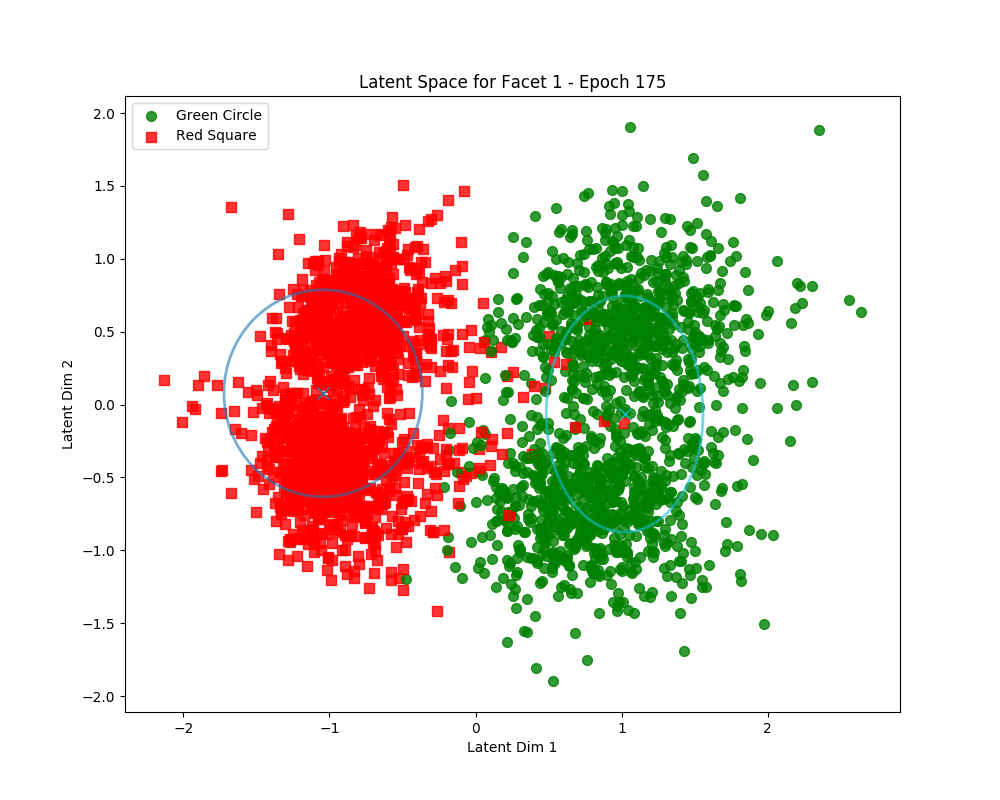 Latent Space for Facet 1 - Epoch 175
Green Circle
Red Square
2.0
1.5
1.0
0.5
0.0
−0.5
−1.0
−1.5
−2.0
Latent Dim 2
−2
−1
0
1
2
Latent Dim 1